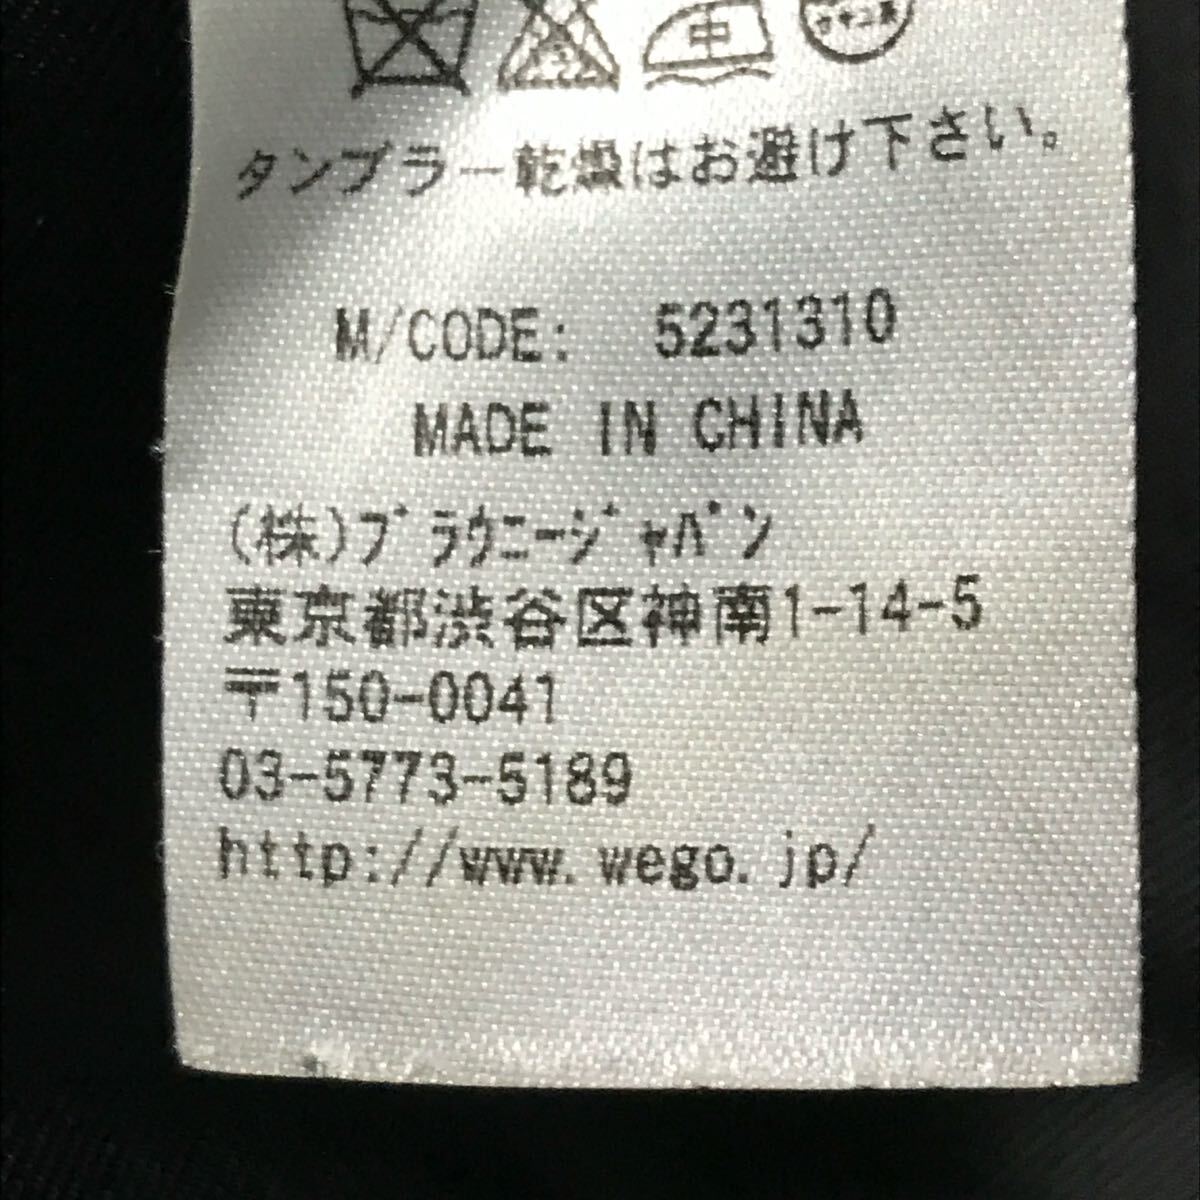 中
タンブラー乾燥はお避け下さい。
M/CODE: 5231310
MADE IN CHINA
(株)ブラウニージャパン
東京都渋谷区神南1-14-5
〒150-0041
03-5773-5189
http://www.wego.jp/